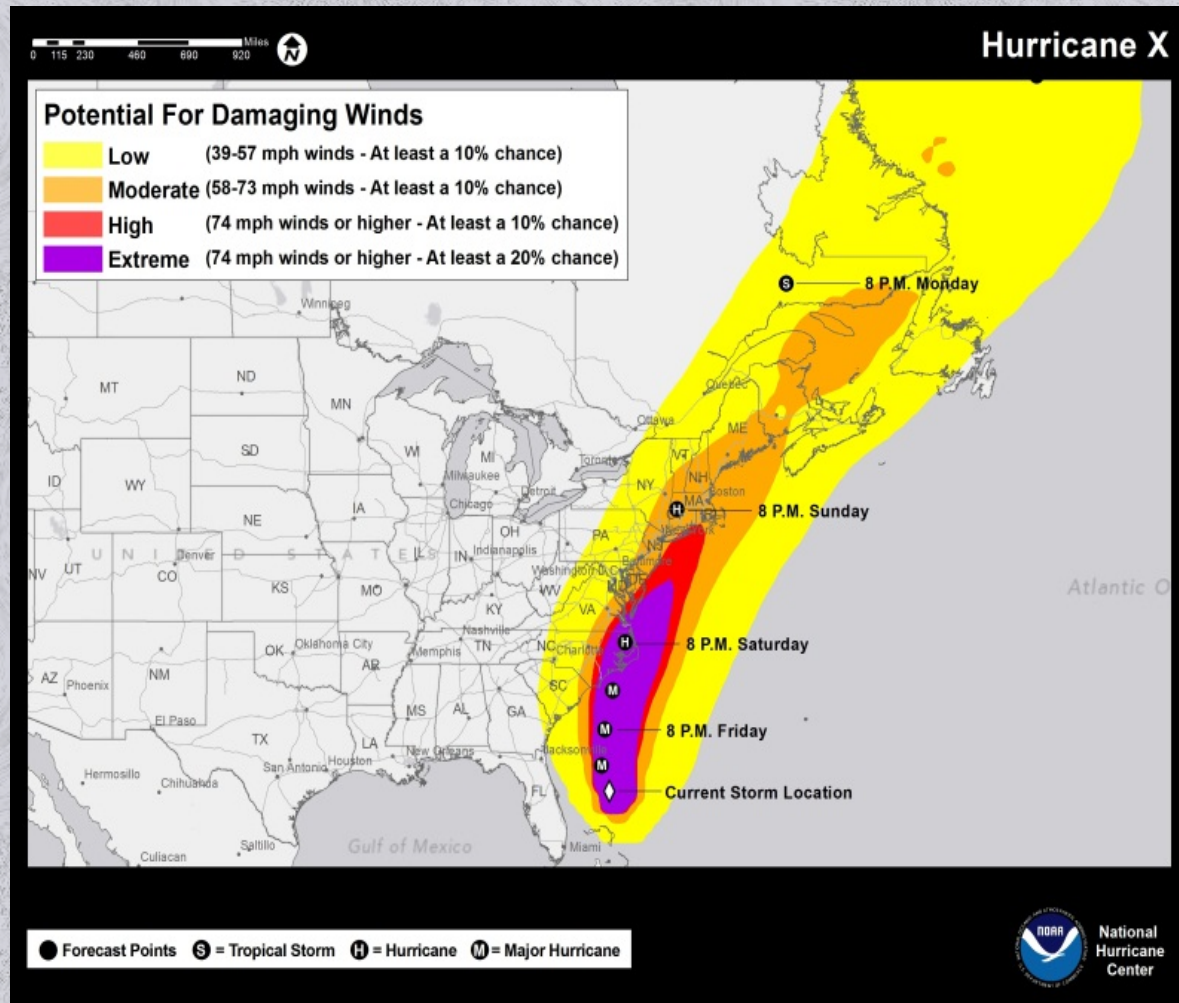 Hurricane X
Miles
0 115 230 460 690 920
N
Potential For Damaging Winds
Low (39-57 mph winds - At least a 10% chance)
Moderate (58-73 mph winds - At least a 10% chance)
High (74 mph winds or higher - At least a 10% chance)
Extreme (74 mph winds or higher - At least a 20% chance)
S 8 P.M. Monday
Winnipeg
MT
ND
MN
Quebec
Ottawa
ME
SD
WI
MI
VT
NH
Toronto
ID
WY
Milwaukee
Detroit
NY
Boston
MA
Chicago
H 8 P.M. Sunday
NE
IA
OH
PA
NJ
UNITED STATES
Denver
IL
IN
Indianapolis
Baltimore
NV
UT
CO
Washington D.C.
MD
DE
KS
MO
WV
Atlantic O
KY
VA
Nashville
OK
Oklahoma City
TN
NC
Charlotte
H 8 P.M. Saturday
Memphis
AZ
Phoenix
NM
AR
SC
M
El Paso
MS
AL
GA
M 8 P.M. Friday
TX
LA
New Orleans
Jacksonville
M
San Antonio
Houston
Hermosillo
Chihuahua
FL
Current Storm Location
Saltillo
Gulf of Mexico
Miami
Culiacan
Forecast Points S = Tropical Storm H = Hurricane M = Major Hurricane
NOAA
National
Hurricane
Center